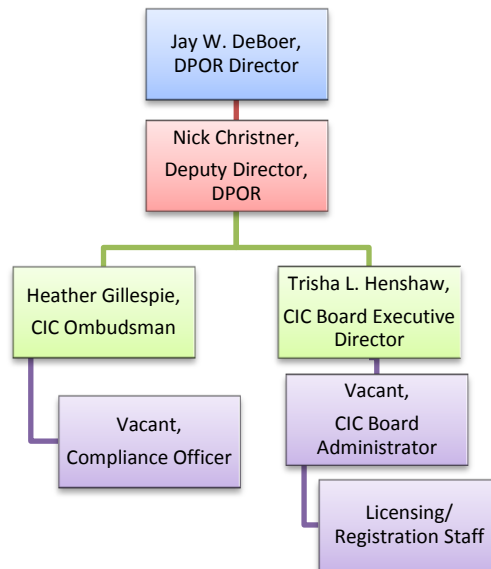 Jay W. DeBoer,
DPOR Director
Nick Christner,
Deputy Director,
DPOR
Heather Gillespie,
CIC Ombudsman
Trisha L. Henshaw,
CIC Board Executive
Director
Vacant,
Compliance Officer
Vacant,
CIC Board
Administrator
Licensing/
Registration Staff